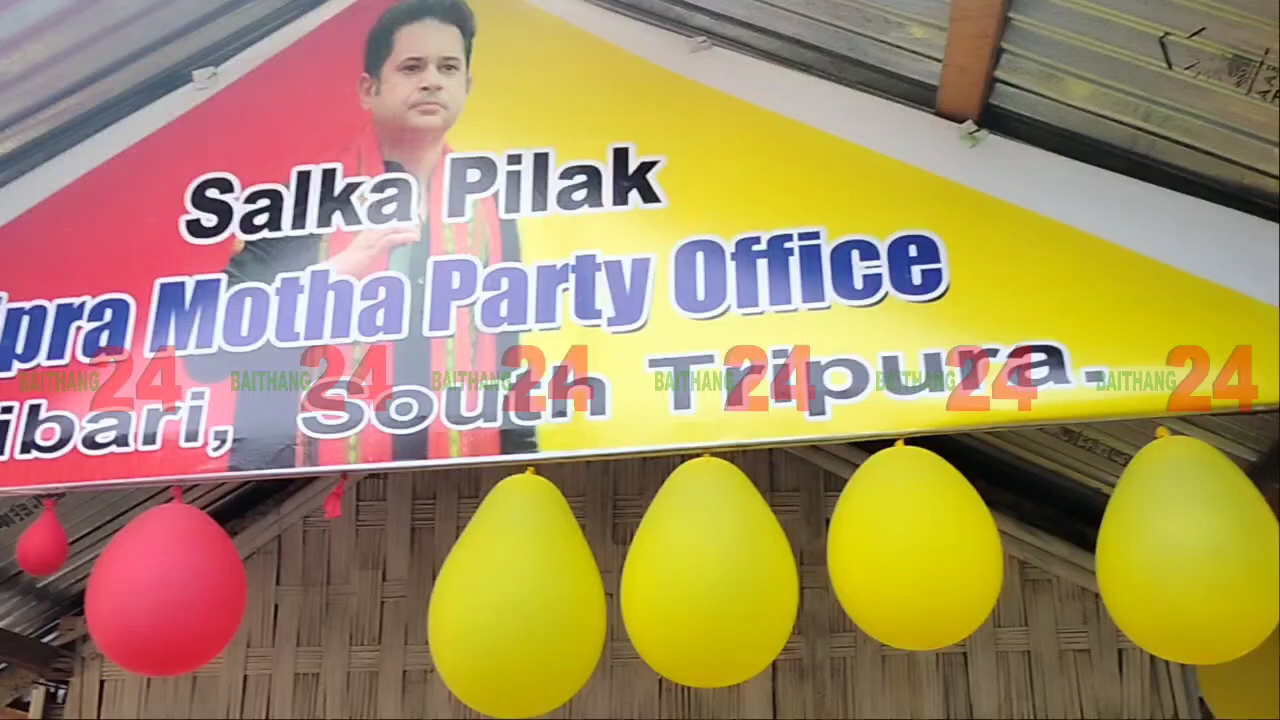 Salka Pilak
ipra Motha Party Office
ibari, South Tripura.
BAITHANG 24 BAITHANG 24 BAITHANG 24 BAITHANG 24 BAITHANG 24 BAITHANG 24